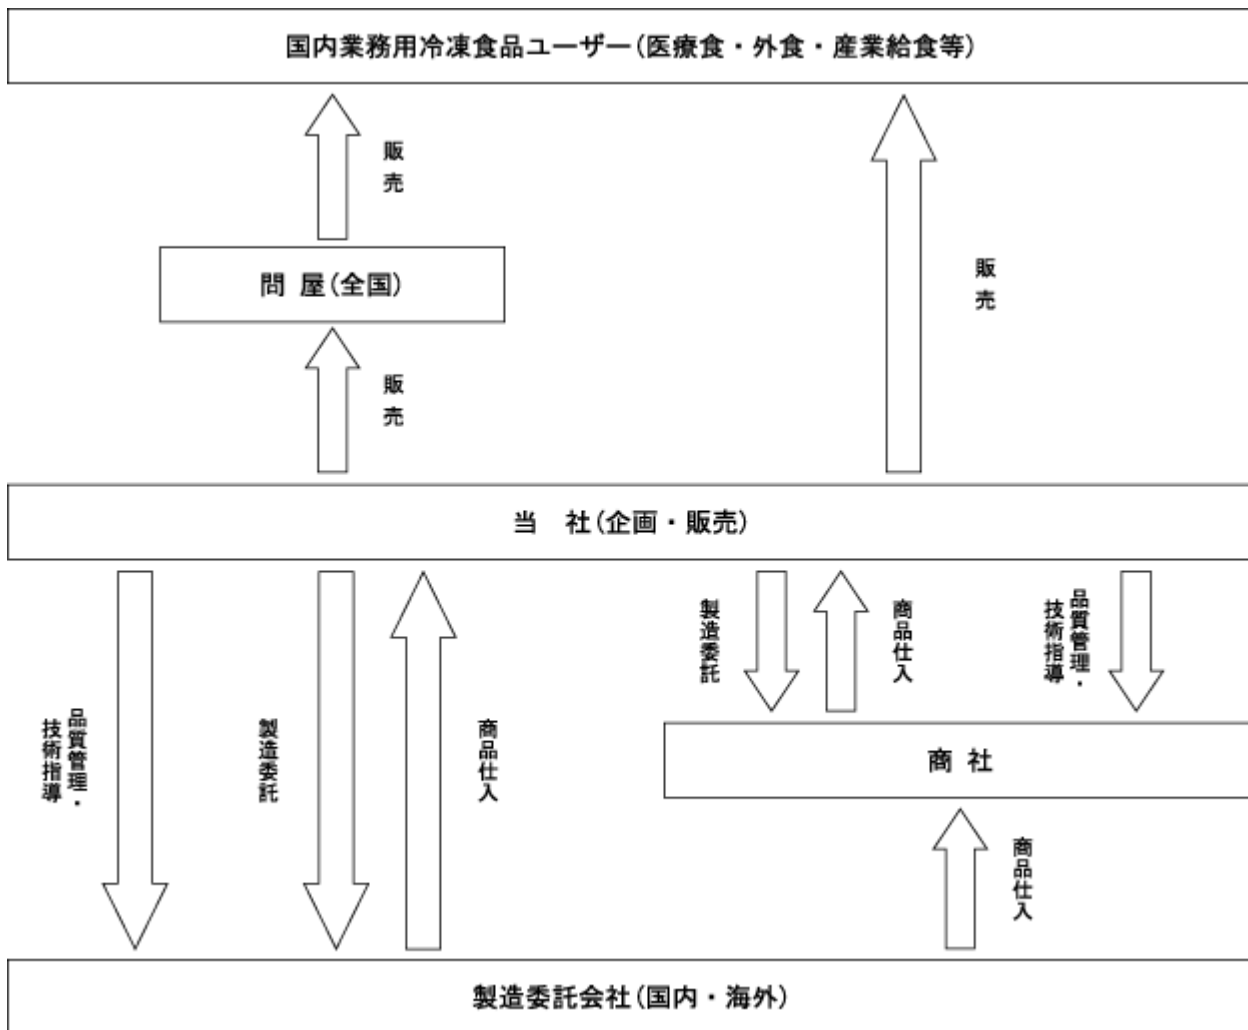 国内業務用冷凍食品ユーザー(医療食・外食・産業給食等)
販売
販売
問 屋(全国)
販売
当　社(企画・販売)
品質管理・
技術指導
製造委託
商品仕入
製造委託
商品仕入
品質管理・
技術指導
商 社
商品仕入
製造委託会社(国内・海外)